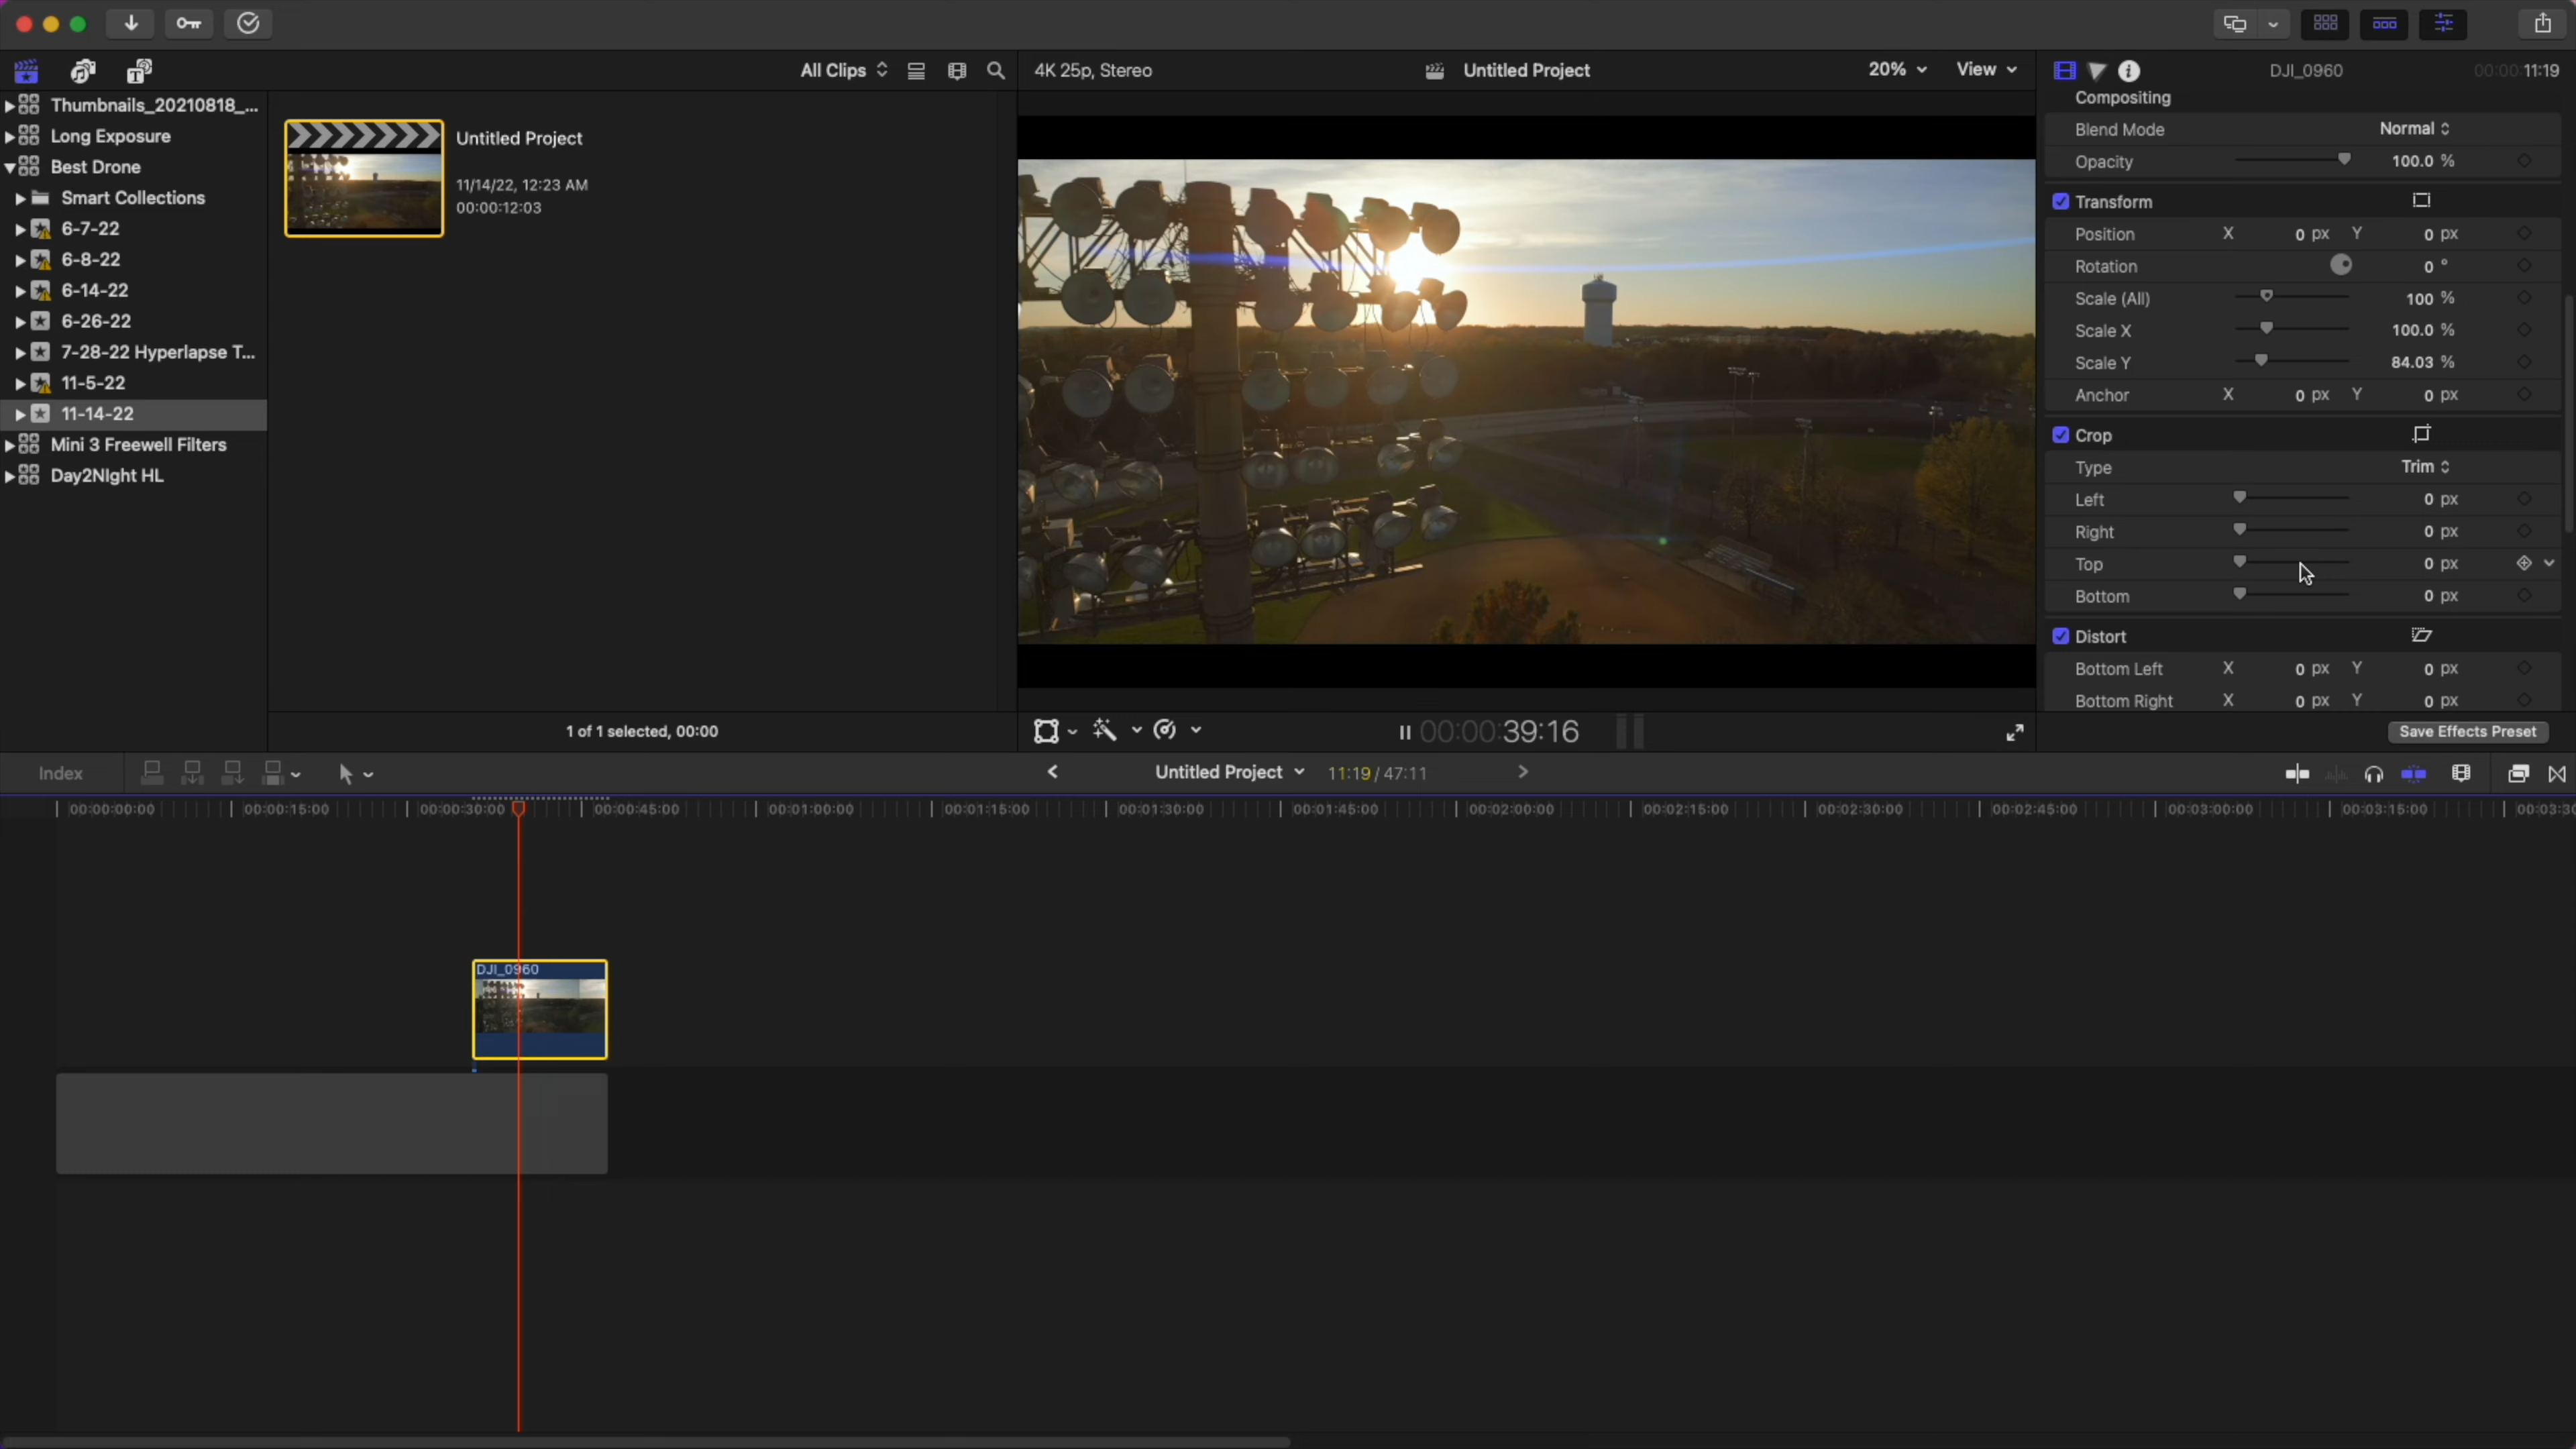 All Clips
4K 25p, Stereo
Untitled Project
20%
View
DJI_0960
00:00:11:19
Thumbnails_20210818_...
Long Exposure
Best Drone
Smart Collections
6-7-22
6-8-22
6-14-22
6-26-22
7-28-22 Hyperlapse T...
11-5-22
11-14-22
Mini 3 Freewell Filters
Day2NIght HL
Untitled Project
11/14/22, 12:23 AM
00:00:12:03
1 of 1 selected, 00:00
00:00:39:16
Compositing
Blend Mode Normal
Opacity 100.0 %
Transform
Position X 0 px Y 0 px
Rotation 0 °
Scale (All) 100 %
Scale X 100.0 %
Scale Y 84.03 %
Anchor X 0 px Y 0 px
Crop
Type Trim
Left 0 px
Right 0 px
Top 0 px
Bottom 0 px
Distort
Bottom Left X 0 px Y 0 px
Bottom Right X 0 px Y 0 px
Save Effects Preset
Index
Untitled Project
11:19 / 47:11
00:00:00:00 00:00:15:00 00:00:30:00 00:00:45:00 00:01:00:00 00:01:15:00 00:01:30:00 00:01:45:00 00:02:00:00 00:02:15:00 00:02:30:00 00:02:45:00 00:03:00:00 00:03:15:00 00:03:30
DJI_0960